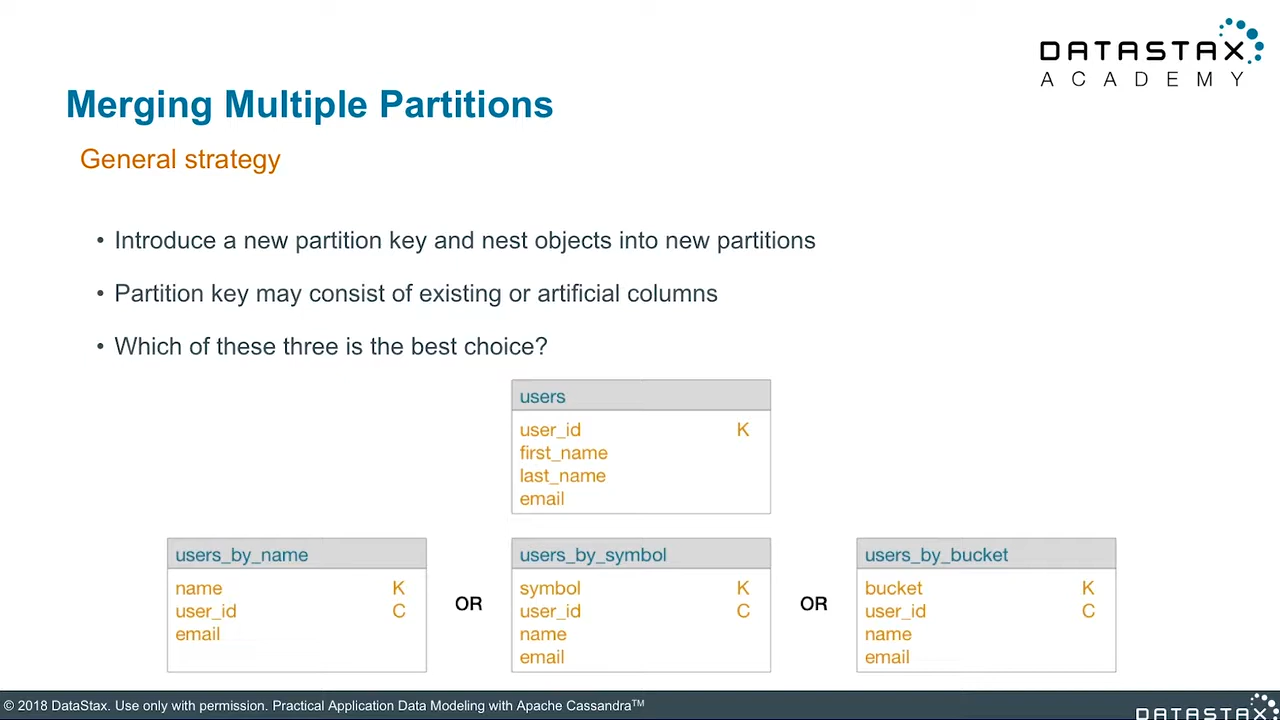 DATASTAX
ACADEMY
Merging Multiple Partitions
General strategy
• Introduce a new partition key and nest objects into new partitions
• Partition key may consist of existing or artificial columns
• Which of these three is the best choice?
users
user_id K
first_name
last_name
email
users_by_name
name K
user_id C
email
OR
users_by_symbol
symbol K
user_id C
name
email
OR
users_by_bucket
bucket K
user_id C
name
email
© 2018 DataStax. Use only with permission. Practical Application Data Modeling with Apache Cassandra™
DATASTAX